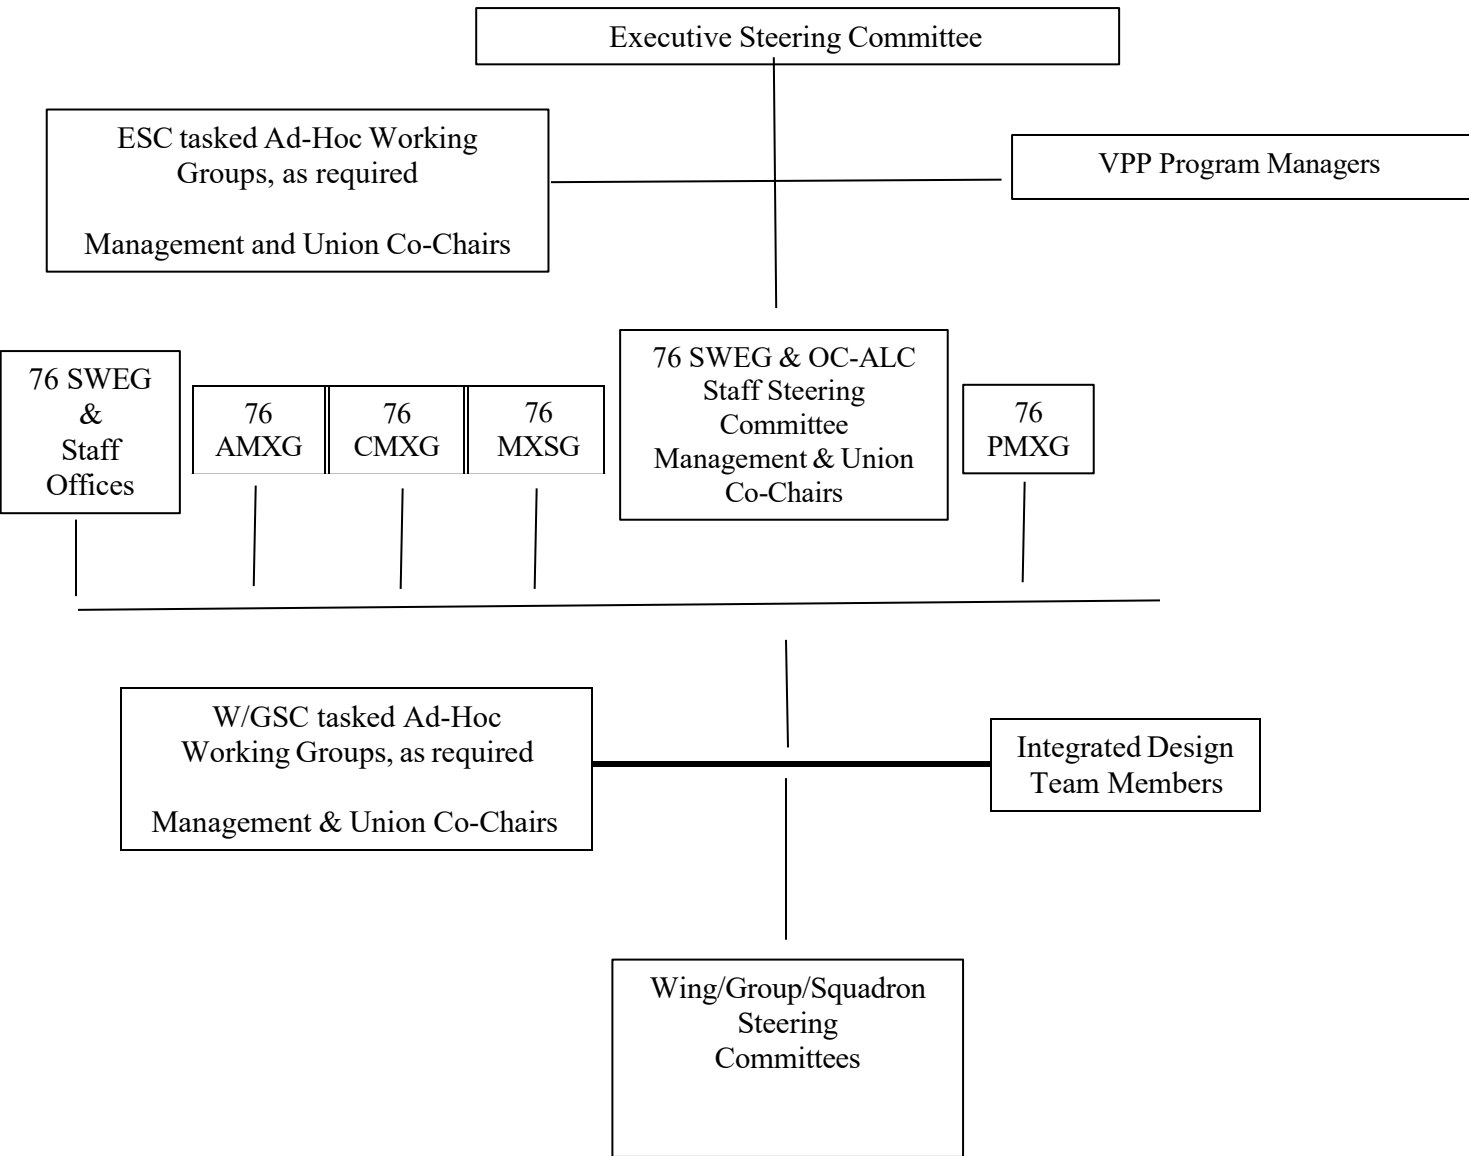 Executive Steering Committee
ESC tasked Ad-Hoc Working
Groups, as required
Management and Union Co-Chairs
VPP Program Managers
76 SWEG
&
Staff
Offices
76
AMXG
76
CMXG
76
MXSG
76 SWEG & OC-ALC
Staff Steering
Committee
Management & Union
Co-Chairs
76
PMXG
W/GSC tasked Ad-Hoc
Working Groups, as required
Management & Union Co-Chairs
Integrated Design
Team Members
Wing/Group/Squadron
Steering
Committees